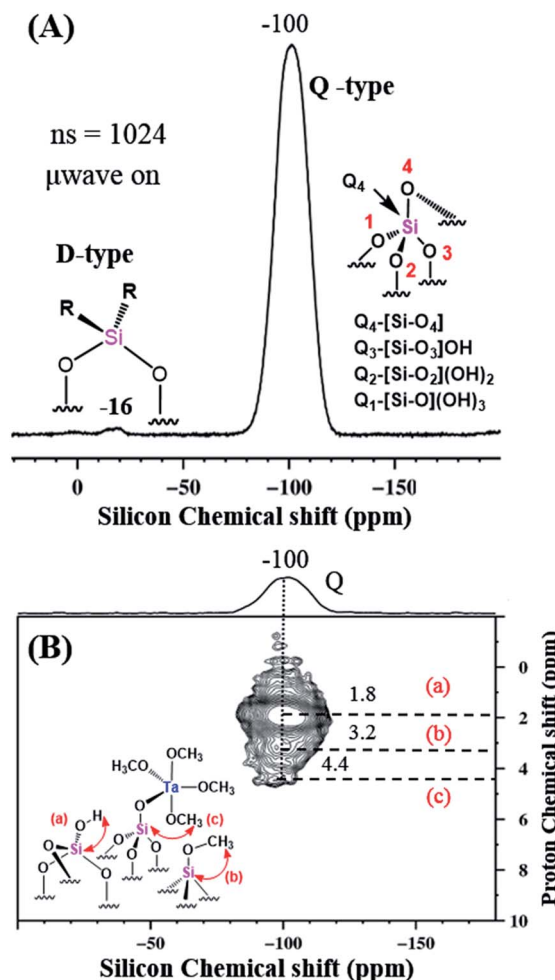 (A)
-100
Q -type
ns = 1024
μwave on
4
O
Q₄
Si
1
O
O
3
O
2
D-type
R
R
Si
O
O
-16
Q₄-[Si-O₄]
Q₃-[Si-O₃]OH
Q₂-[Si-O₂](OH)₂
Q₁-[Si-O](OH)₃
0
−50
−100
−150
Silicon Chemical shift (ppm)
-100
Q
(B)
0
2
4
6
8
10
Proton Chemical shift (ppm)
1.8
(a)
3.2
(b)
4.4
(c)
OCH₃
H₃CO
Ta
OCH₃
O
OCH₃
(a)
O
H
Si
(c)
O
CH₃
Si
O
O
O
O
O
O
Si
(b)
−50
−100
−150
Silicon Chemical shift (ppm)